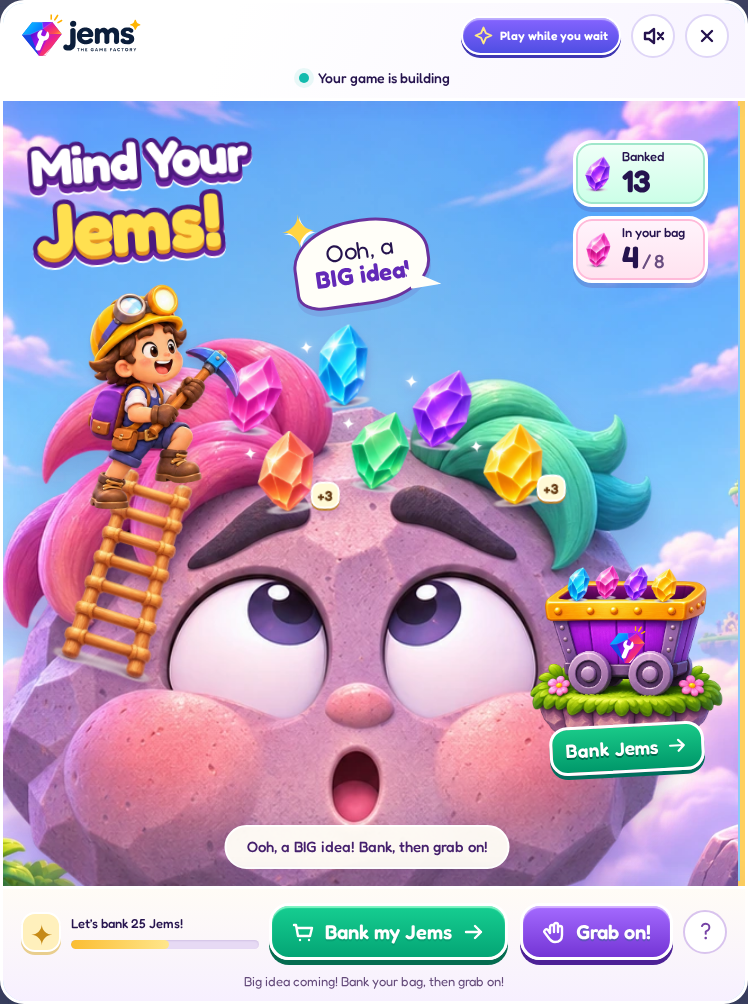 jems
THE GAME FACTORY
Play while you wait
Your game is building
Mind Your
Jems!
Banked
13
In your bag
4 / 8
Ooh, a
BIG idea!
+3
+3
Bank Jems
Ooh, a BIG idea! Bank, then grab on!
Let's bank 25 Jems!
Bank my Jems
Grab on!
?
Big idea coming! Bank your bag, then grab on!